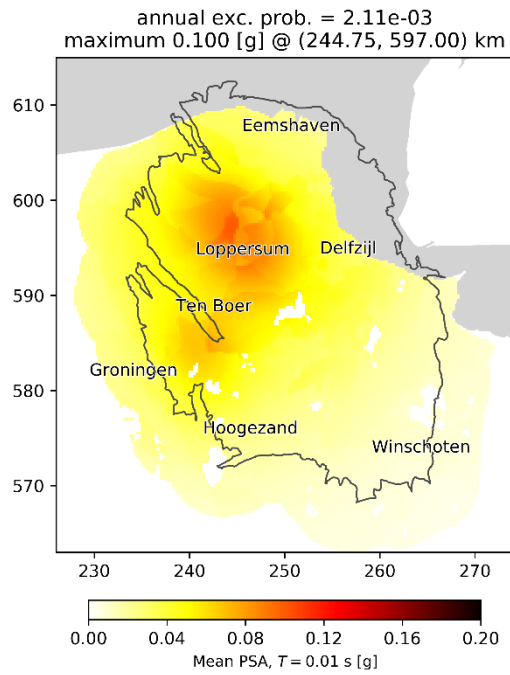 annual exc. prob. = 2.11e-03
maximum 0.100 [g] @ (244.75, 597.00) km
610
Eemshaven
600
Loppersum
Delfzijl
590
Ten Boer
Groningen
580
Hoogezand
Winschoten
570
230 240 250 260 270
0.00 0.04 0.08 0.12 0.16 0.20
Mean PSA, T = 0.01 s [g]